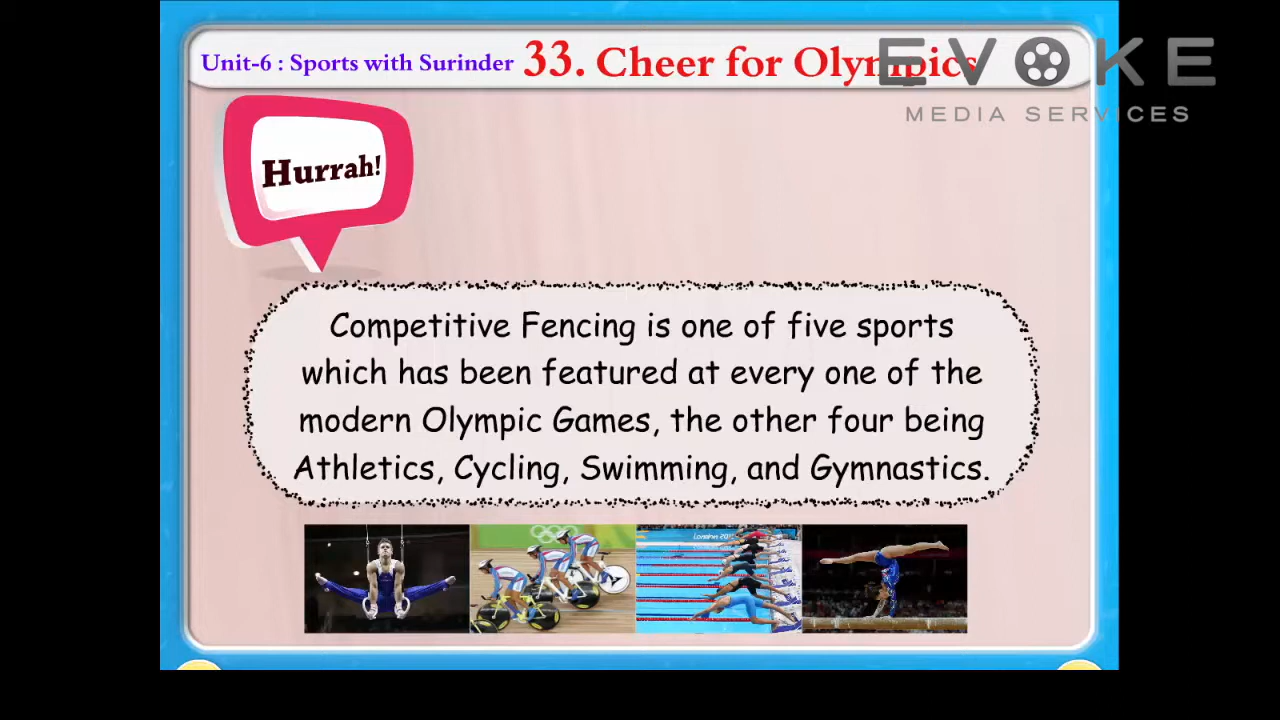 Unit-6 : Sports with Surinder 33. Cheer for Olympics
EVOKE
MEDIA SERVICES
Hurrah!
Competitive Fencing is one of five sports
which has been featured at every one of the
modern Olympic Games, the other four being
Athletics, Cycling, Swimming, and Gymnastics.